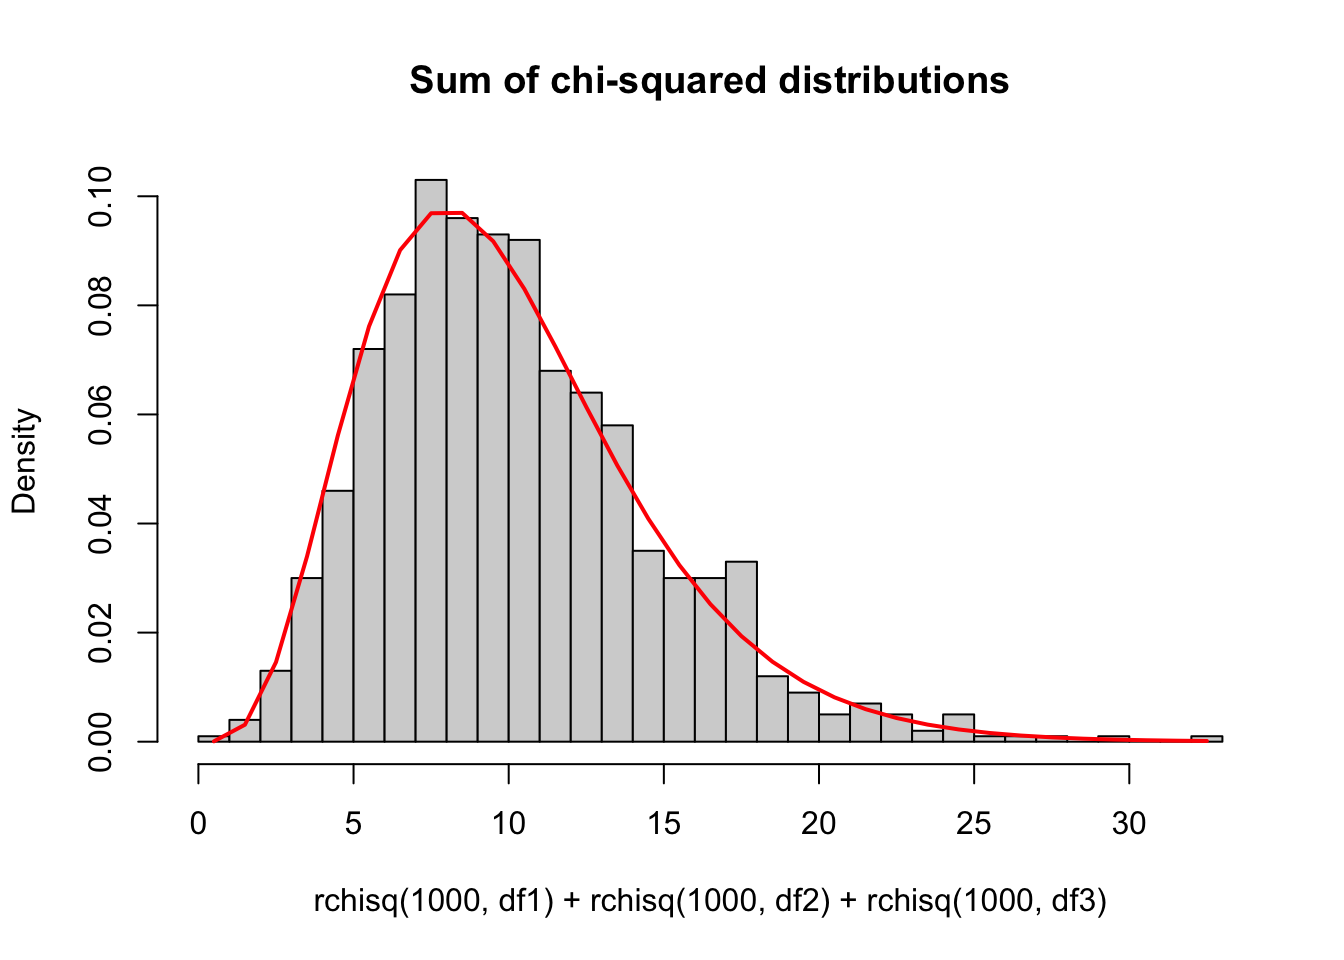 Sum of chi-squared distributions
Density
0.10
0.08
0.06
0.04
0.02
0.00
0 5 10 15 20 25 30
rchisq(1000, df1) + rchisq(1000, df2) + rchisq(1000, df3)